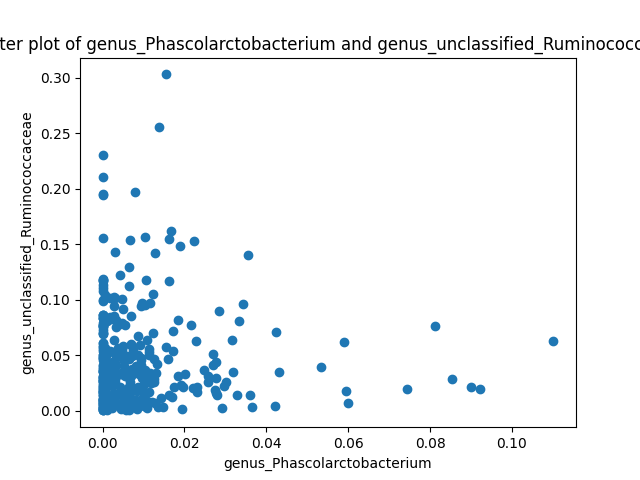 ter plot of genus_Phascolarctobacterium and genus_unclassified_Ruminococc
0.30
0.25
0.20
0.15
0.10
0.05
0.00
genus_unclassified_Ruminococcaceae
0.00 0.02 0.04 0.06 0.08 0.10
genus_Phascolarctobacterium